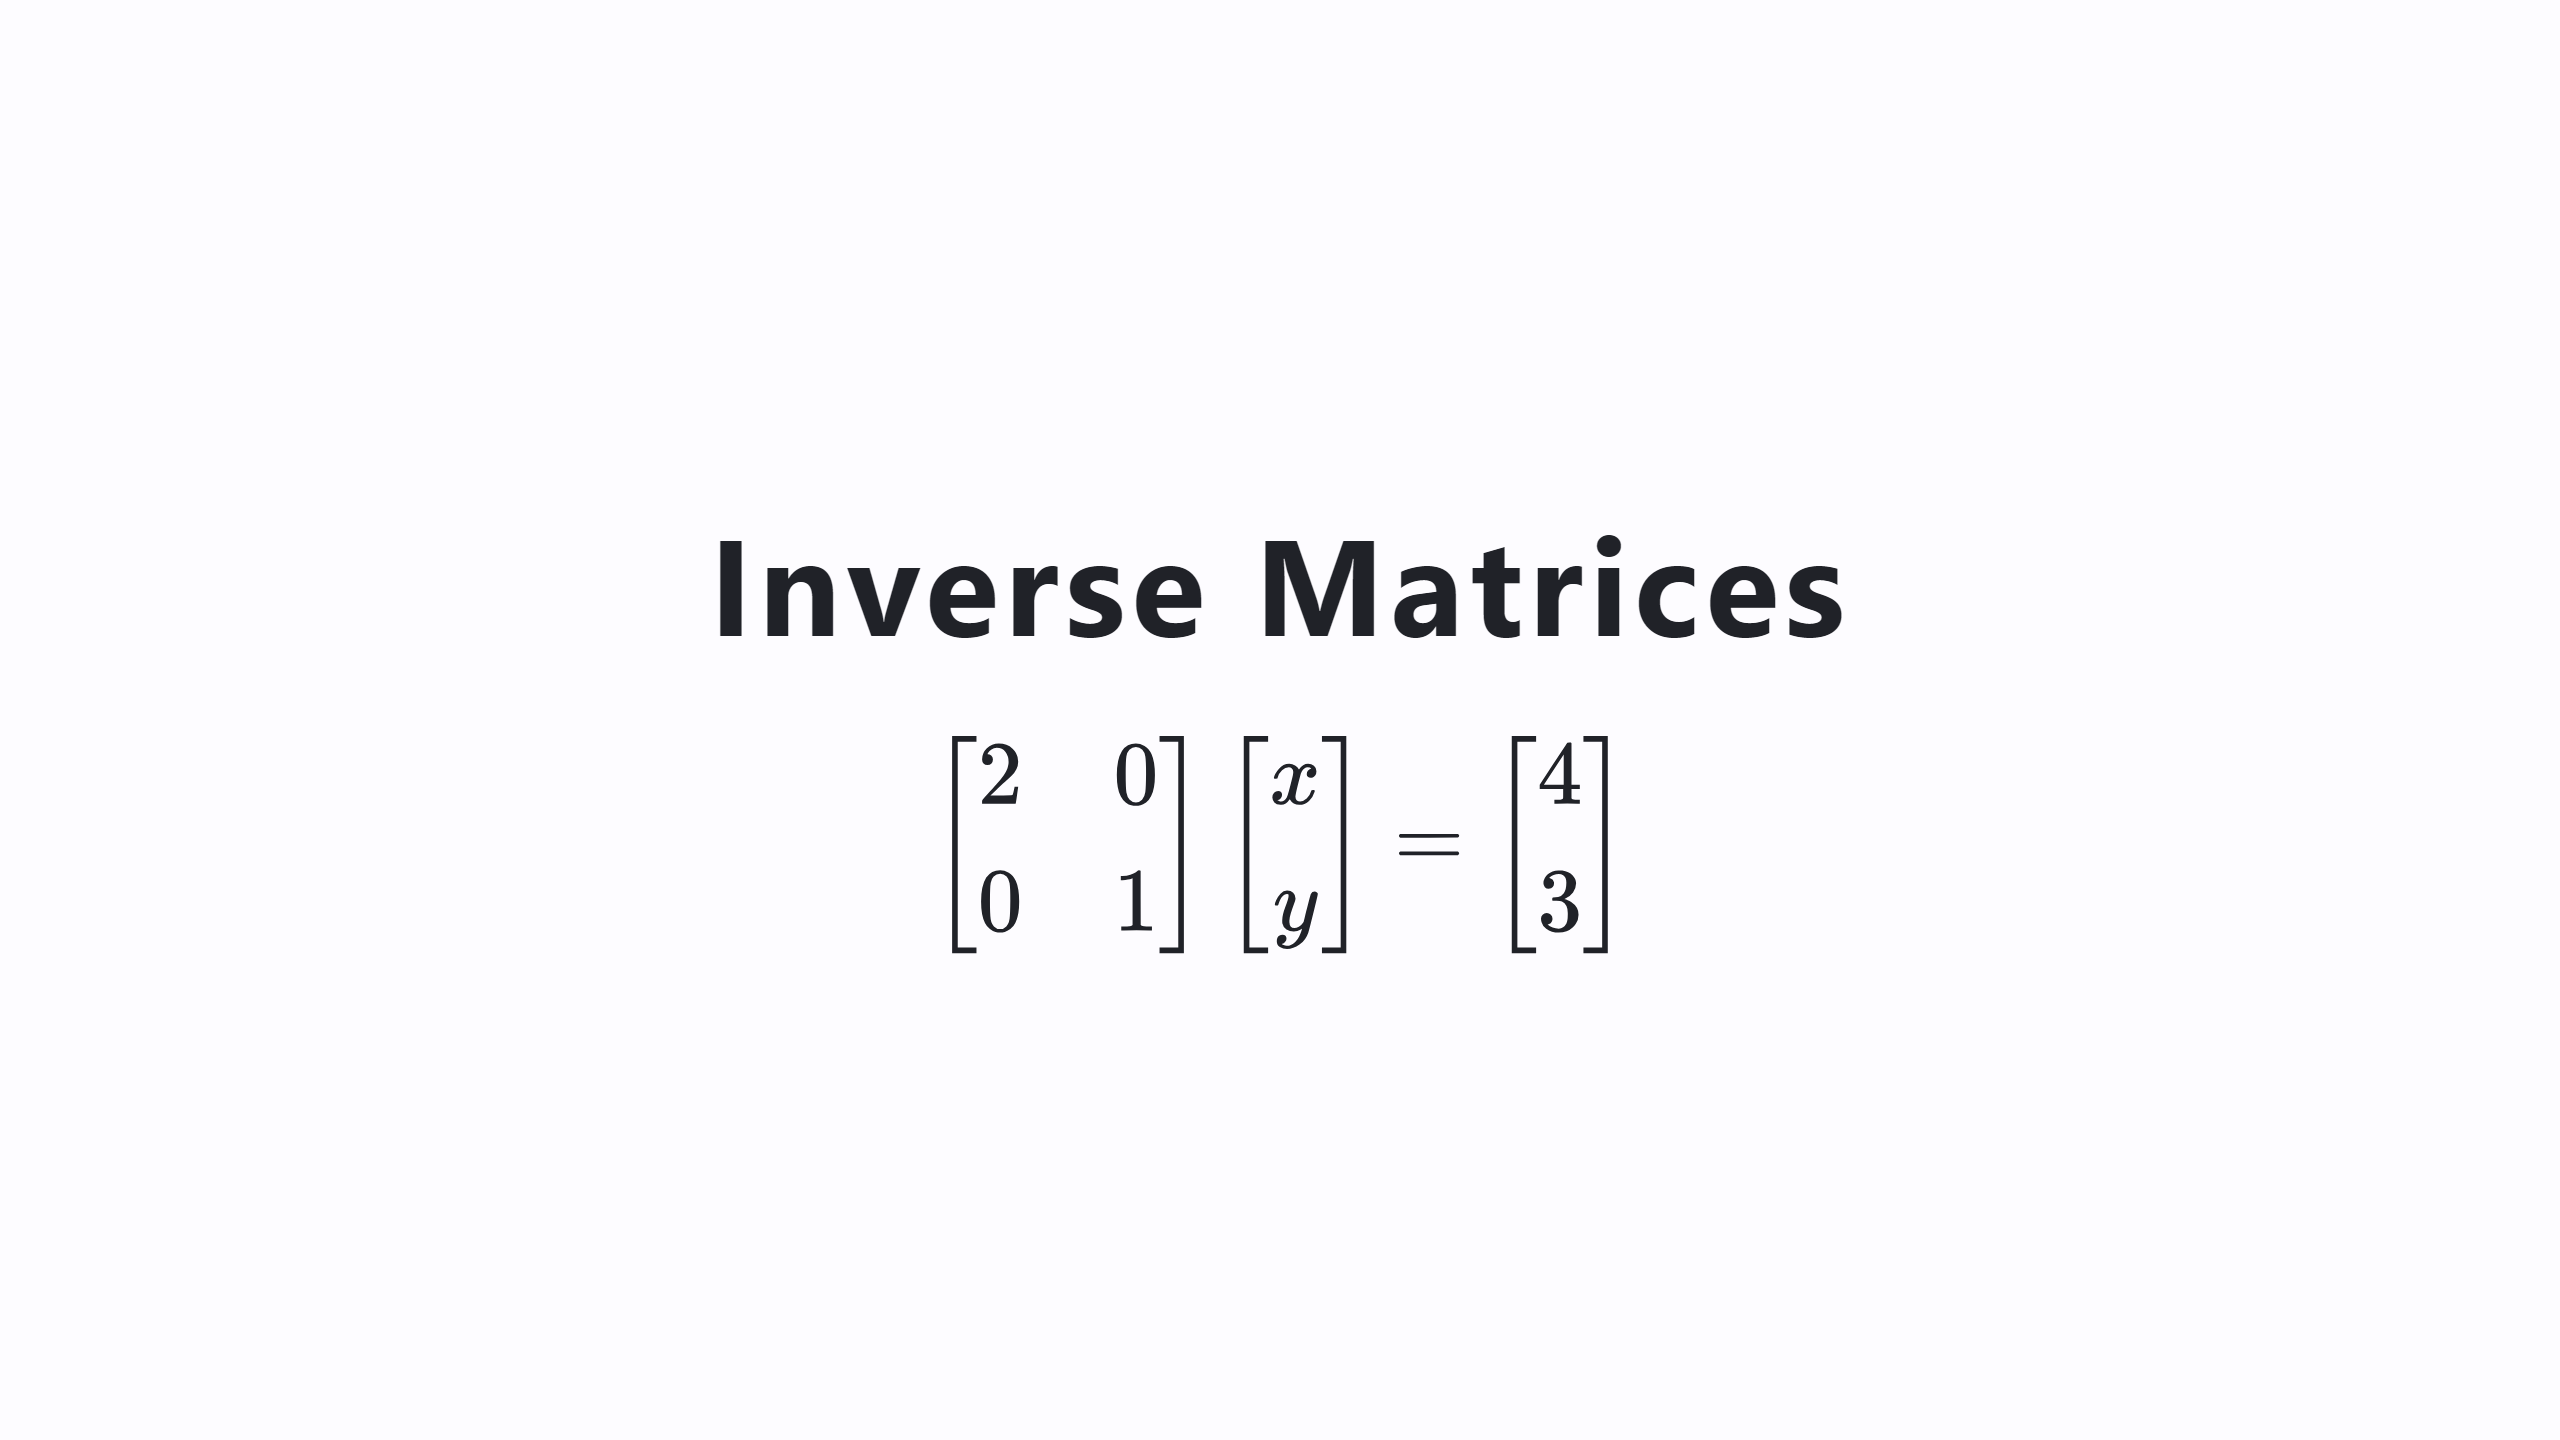 Inverse Matrices
[2 0] [x] = [4]
[0 1] [y] [3]